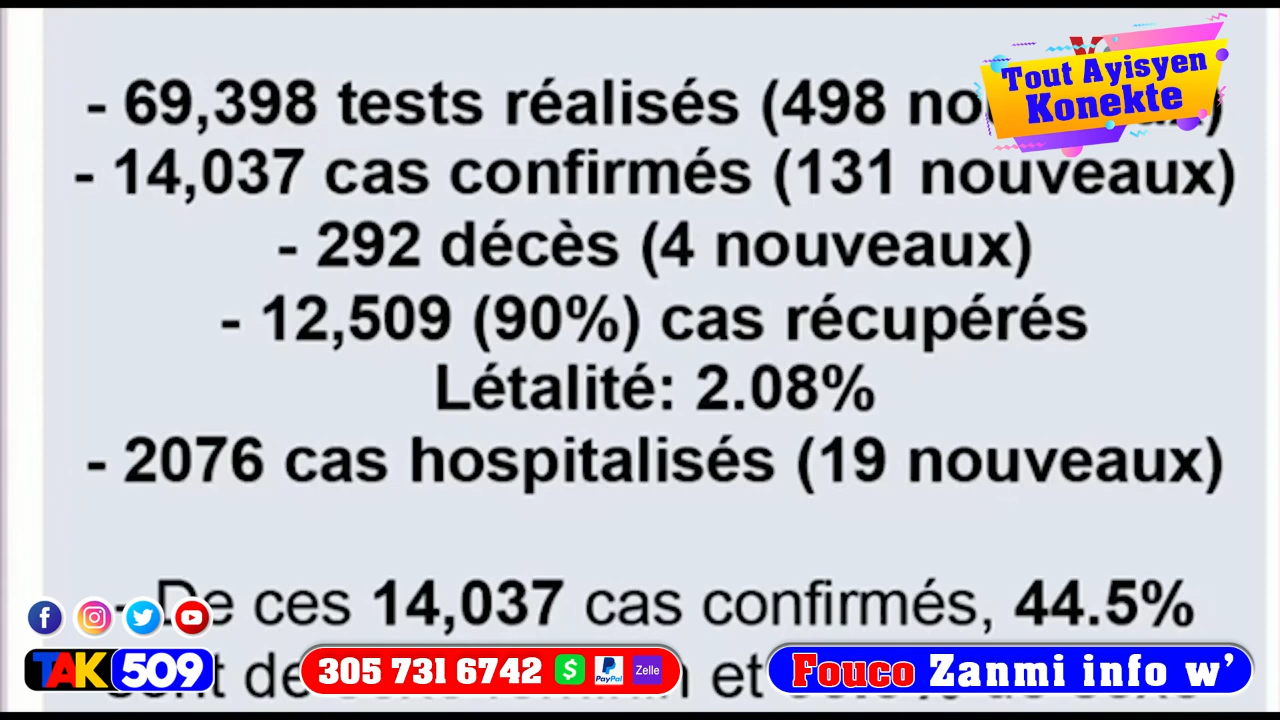 - 69,398 tests réalisés (498
- 14,037 cas confirmés (131 nouveaux)
- 292 décès (4 nouveaux)
- 12,509 (90%) cas récupérés
Létalité: 2.08%
- 2076 cas hospitalisés (19 nouveaux)
- De ces 14,037 cas confirmés, 44.5%
de et
Tout Ayisyen
Konekte
TAK 509
305 731 6742 $ PayPal Zelle
Fouco Zanmi info w'